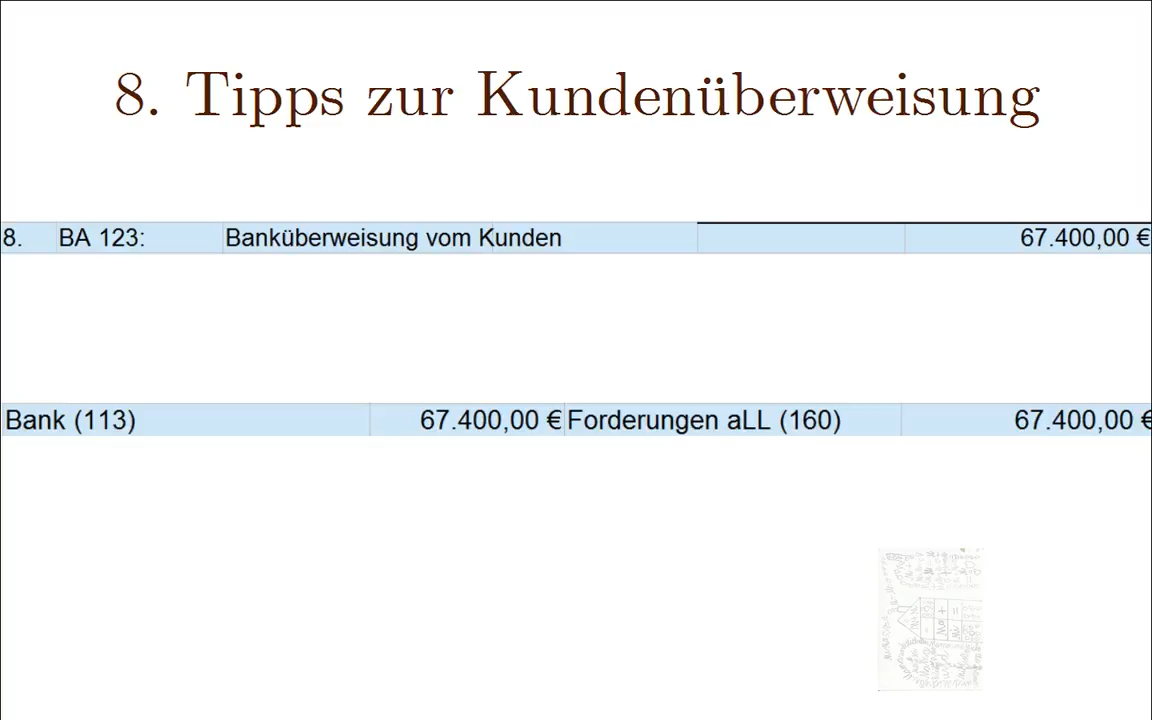 8. Tipps zur Kundenüberweisung
8. BA 123: Banküberweisung vom Kunden 67.400,00 €
Bank (113) 67.400,00 € Forderungen aLL (160) 67.400,00 €